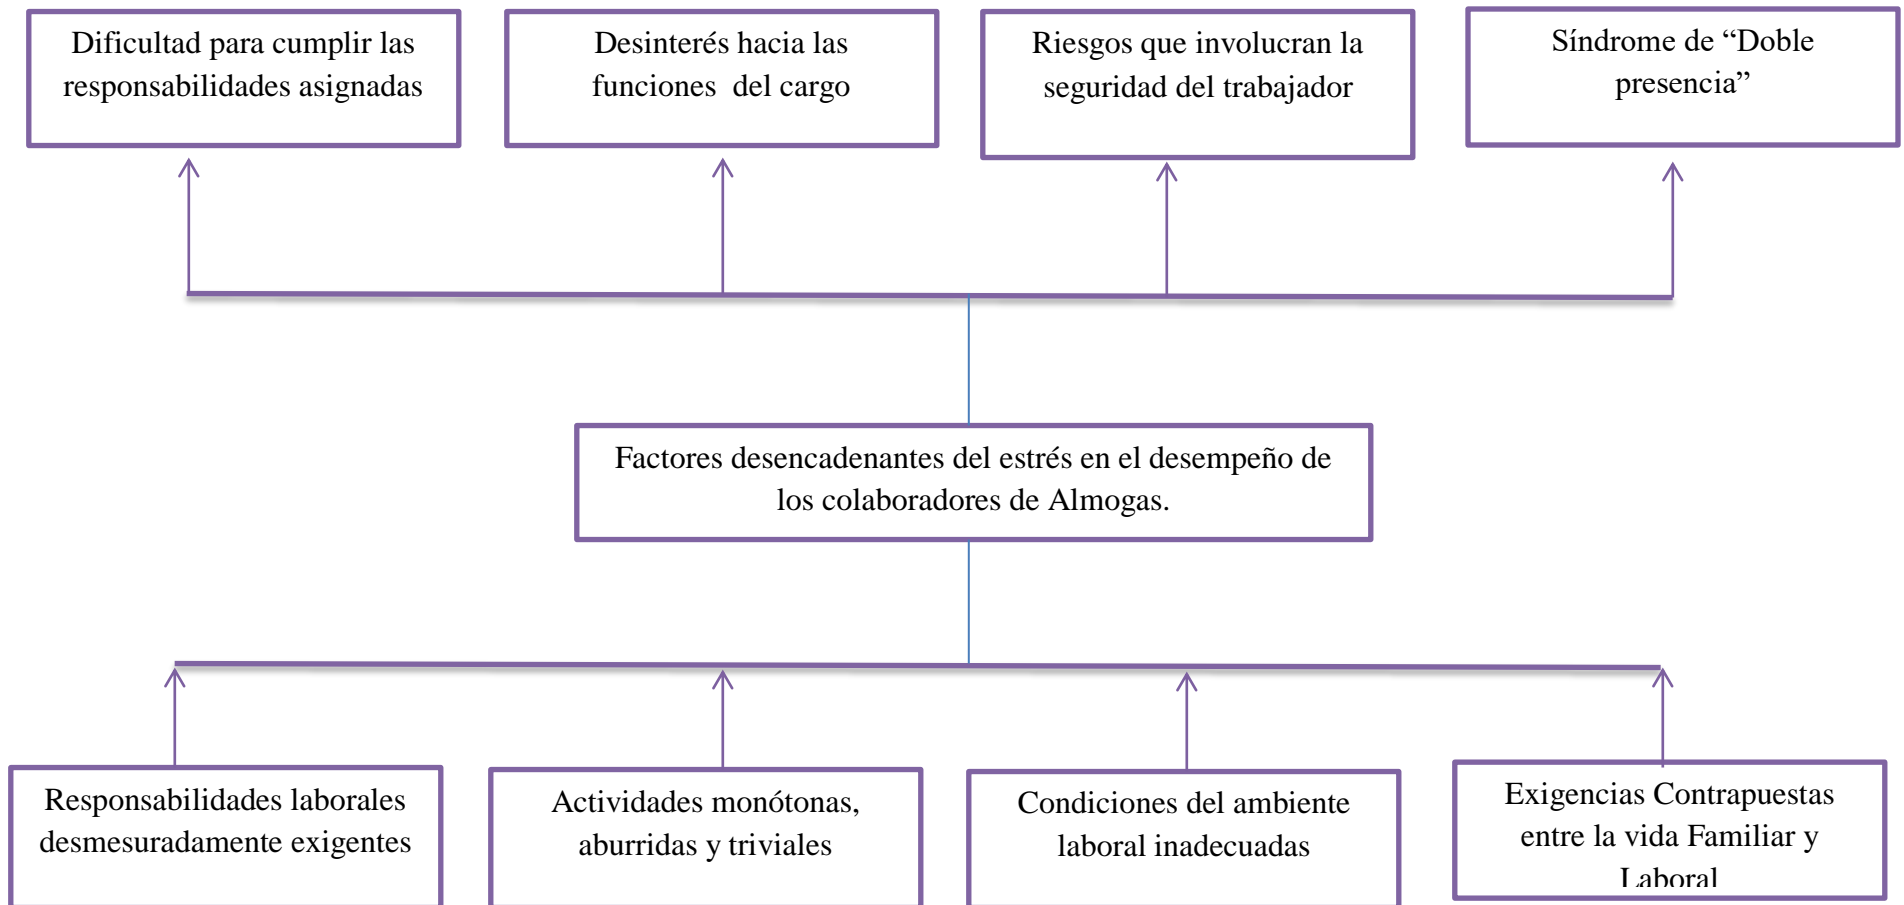 Dificultad para cumplir las
responsabilidades asignadas
Desinterés hacia las
funciones  del cargo
Riesgos que involucran la
seguridad del trabajador
Síndrome de “Doble
presencia”
Factores desencadenantes del estrés en el desempeño de
los colaboradores de Almogas.
Responsabilidades laborales
desmesuradamente exigentes
Actividades monótonas,
aburridas y triviales
Condiciones del ambiente
laboral inadecuadas
Exigencias Contrapuestas
entre la vida Familiar y
Laboral